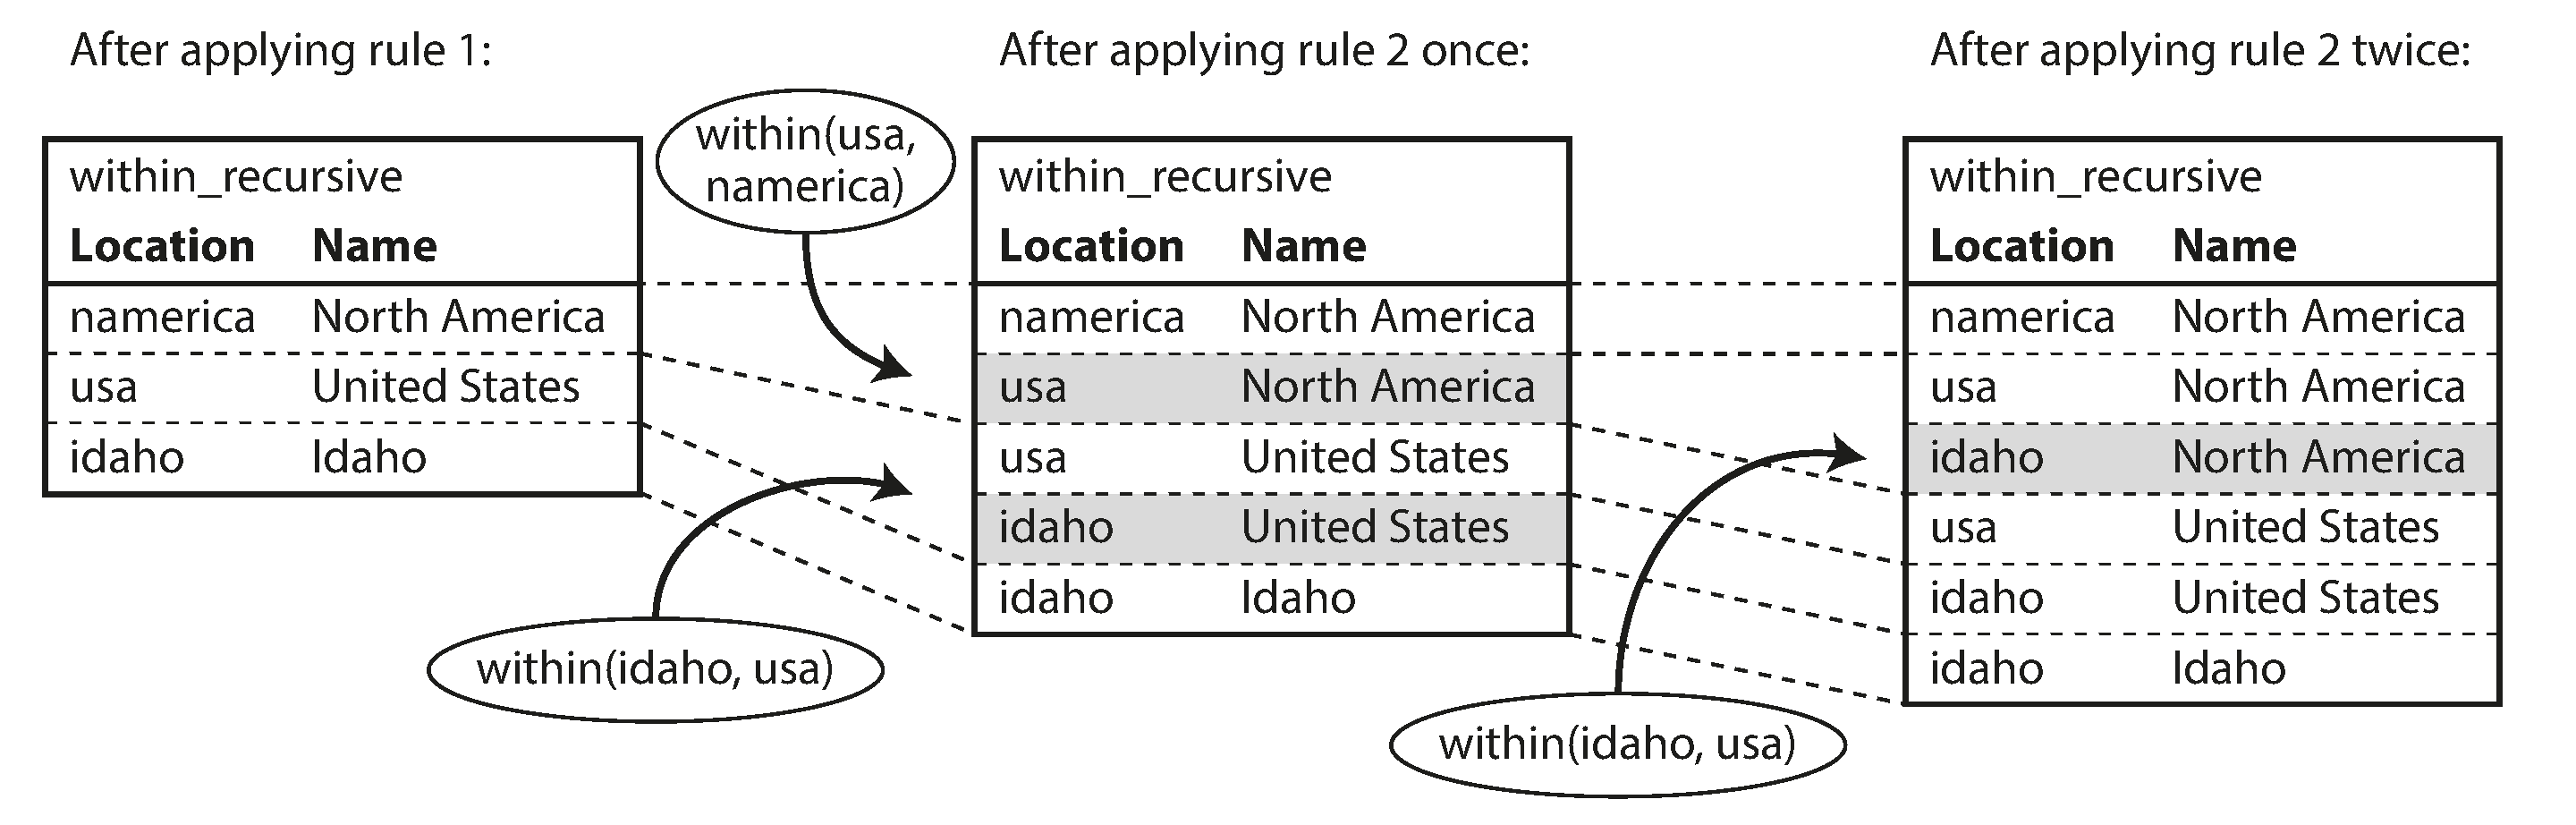 After applying rule 1:
within_recursive
Location Name
namerica North America
usa United States
idaho Idaho
within(usa,
namerica)
within(idaho, usa)
After applying rule 2 once:
within_recursive
Location Name
namerica North America
usa North America
usa United States
idaho United States
idaho Idaho
within(idaho, usa)
After applying rule 2 twice:
within_recursive
Location Name
namerica North America
usa North America
idaho North America
usa United States
idaho United States
idaho Idaho